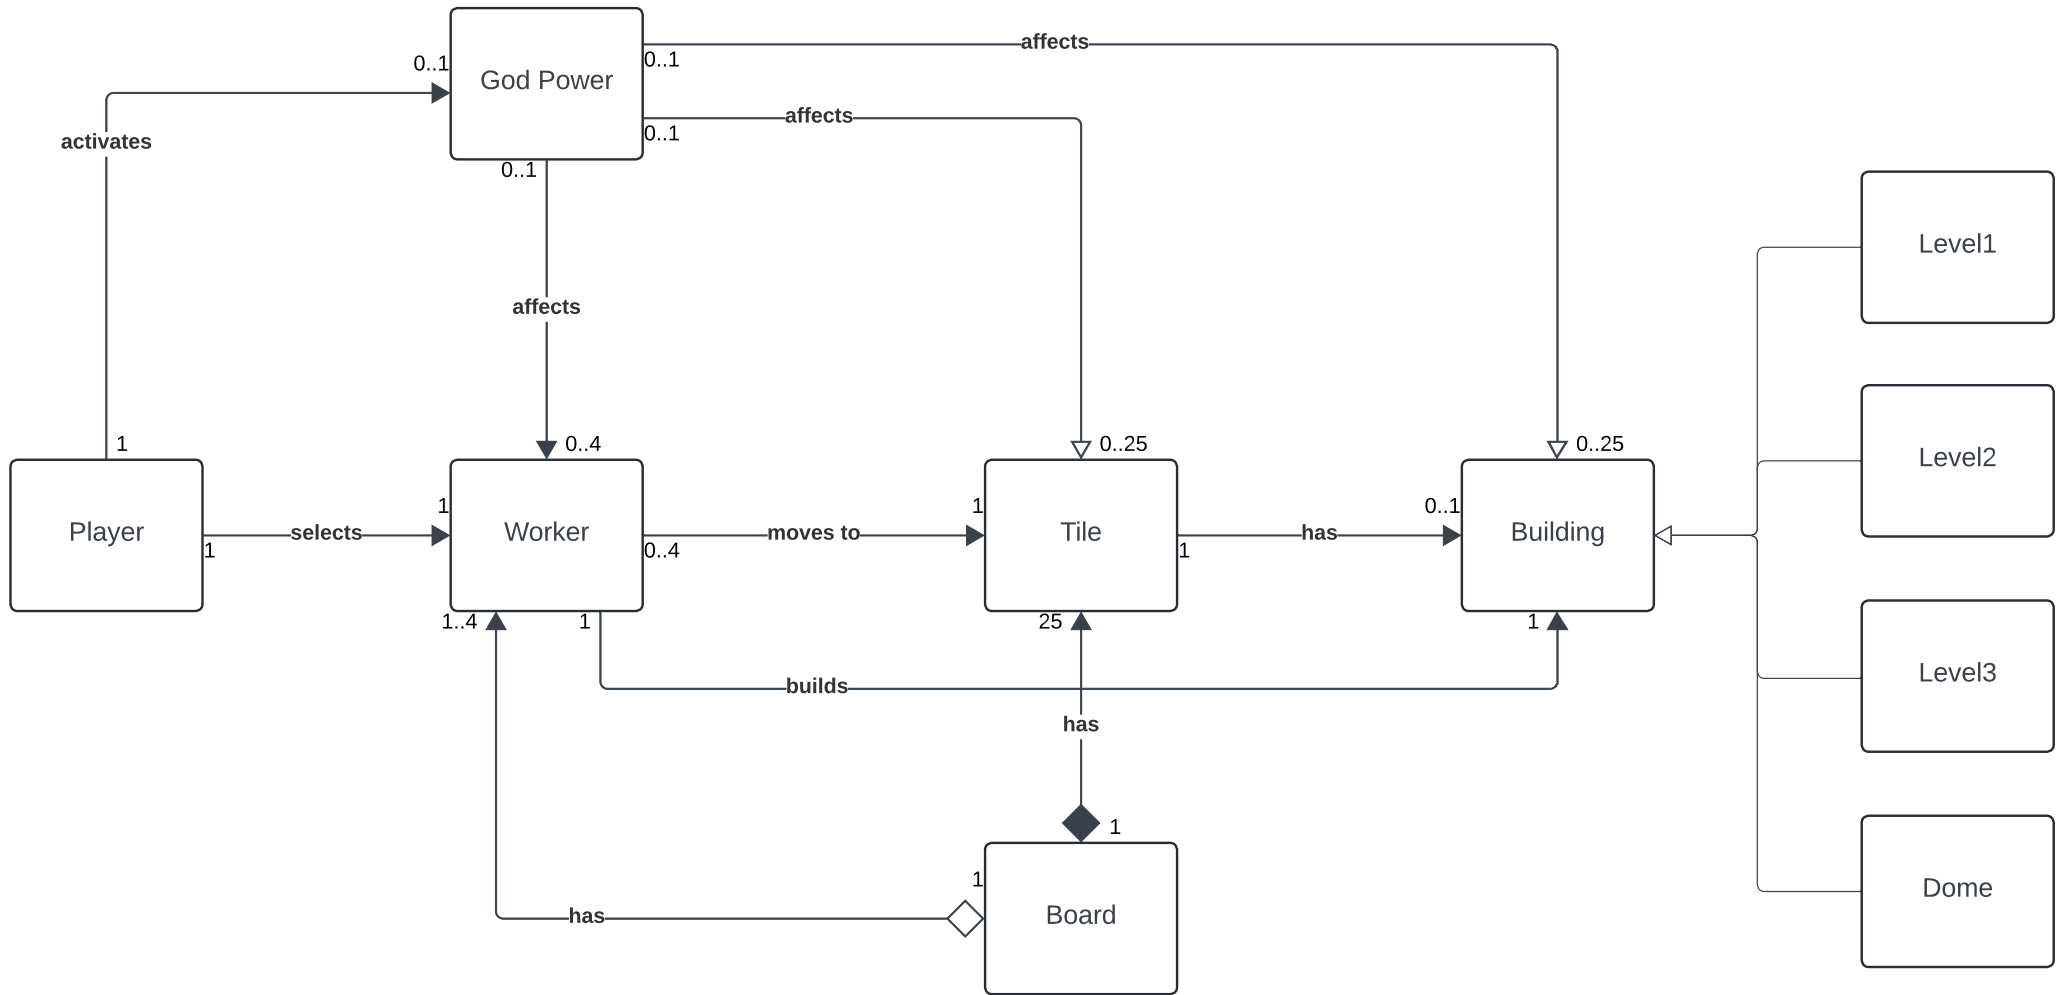 affects
0..1
0..1
God Power
affects
activates
0..1
0..1
Level1
affects
1
0..4
0..25
0..25
Level2
1
1
0..1
Player
selects
Worker
moves to
Tile
has
Building
1
0..4
1
1..4
1
25
1
Level3
builds
has
1
1
Dome
has
Board